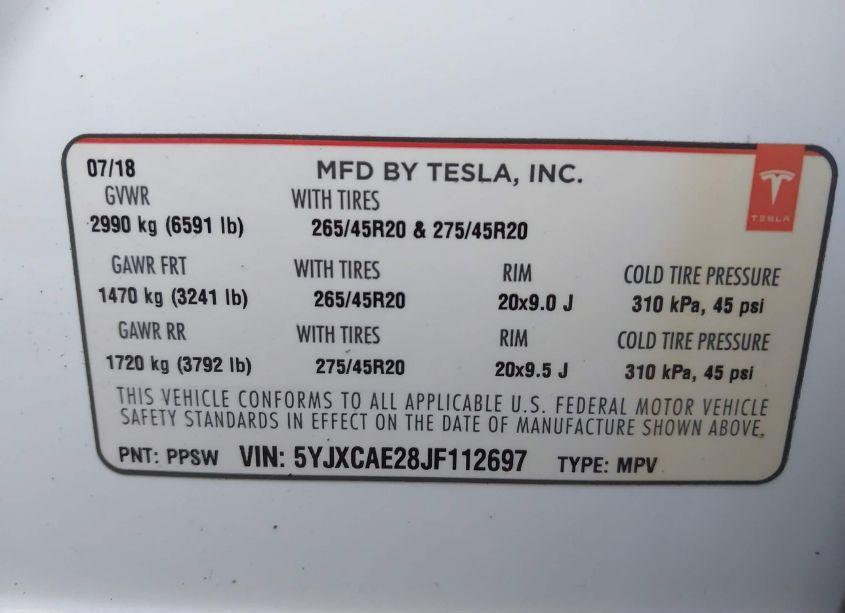 07/18 MFD BY TESLA, INC.
TESLA
GVWR WITH TIRES
2990 kg (6591 lb) 265/45R20 & 275/45R20
GAWR FRT WITH TIRES RIM COLD TIRE PRESSURE
1470 kg (3241 lb) 265/45R20 20x9.0 J 310 kPa, 45 psi
GAWR RR WITH TIRES RIM COLD TIRE PRESSURE
1720 kg (3792 lb) 275/45R20 20x9.5 J 310 kPa, 45 psi
THIS VEHICLE CONFORMS TO ALL APPLICABLE U.S. FEDERAL MOTOR VEHICLE
SAFETY STANDARDS IN EFFECT ON THE DATE OF MANUFACTURE SHOWN ABOVE.
PNT: PPSW VIN: 5YJXCAE28JF112697 TYPE: MPV